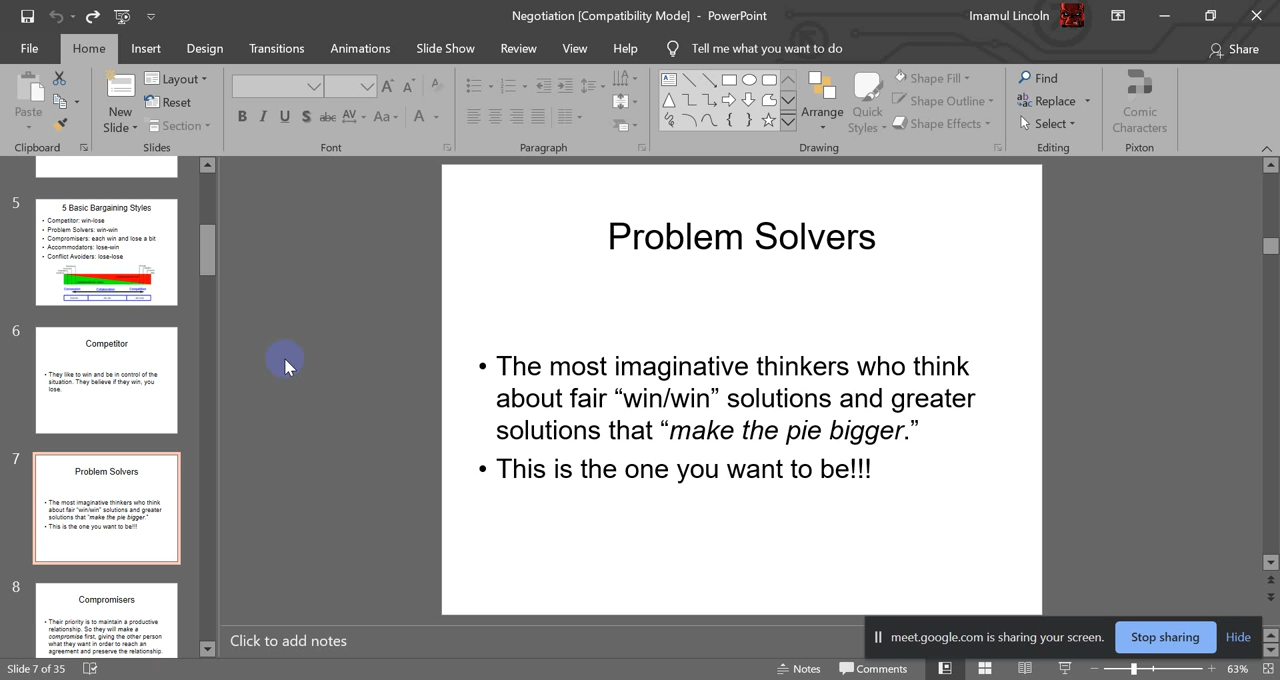 Negotiation [Compatibility Mode] - PowerPoint
Imamul Lincoln
File Home Insert Design Transitions Animations Slide Show Review View Help Tell me what you want to do
Share
Paste
New Slide
Layout
Reset
Section
B I U S abc AV Aa A
Shape Fill
Shape Outline
Shape Effects
Arrange
Quick Styles
Find
Replace
Select
Comic Characters
Clipboard Slides Font Paragraph Drawing Editing Pixton
5
5 Basic Bargaining Styles
• Competitor: win-lose
• Problem Solvers: win-win
• Compromisers: each win and lose a bit
• Accommodators: lose-win
• Conflict Avoiders: lose-lose
6
Competitor
• They like to win and be in control of the
situation. They believe if they win, you
lose.
7
Problem Solvers
• The most imaginative thinkers who think
about fair “win/win” solutions and greater
solutions that “make the pie bigger.”
• This is the one you want to be!!!
8
Compromisers
• Their priority is to maintain a productive
relationship. So they will make a
compromise first, giving the other person
what they want in order to reach an
agreement and preserve the relationship.
Problem Solvers
• The most imaginative thinkers who think
about fair “win/win” solutions and greater
solutions that “make the pie bigger.”
• This is the one you want to be!!!
Click to add notes
meet.google.com is sharing your screen.
Stop sharing
Hide
Slide 7 of 35
Notes
Comments
63%